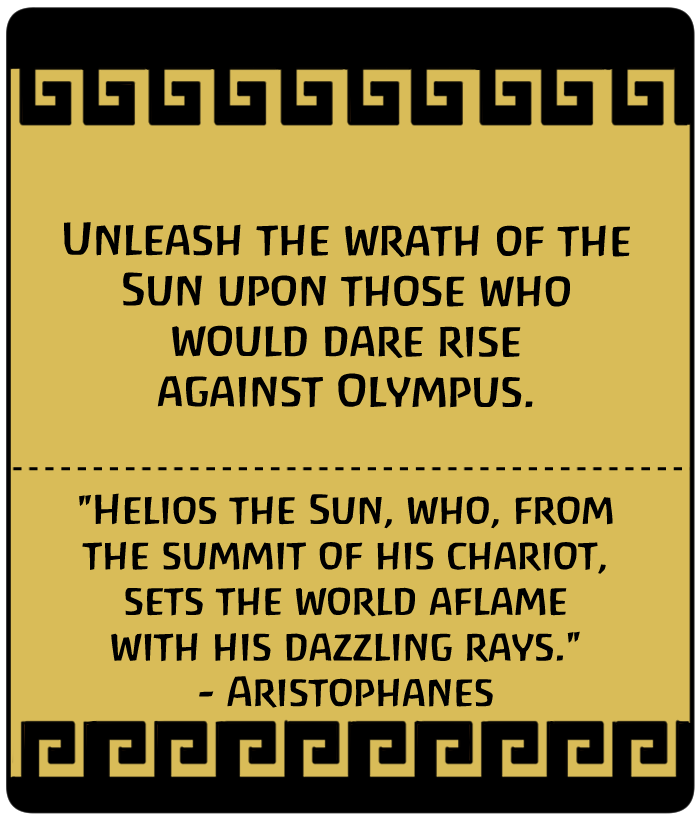 Unleash the wrath of the
Sun upon those who
would dare rise
against Olympus.
"Helios the Sun, who, from
the summit of his chariot,
sets the world aflame
with his dazzling rays."
- Aristophanes